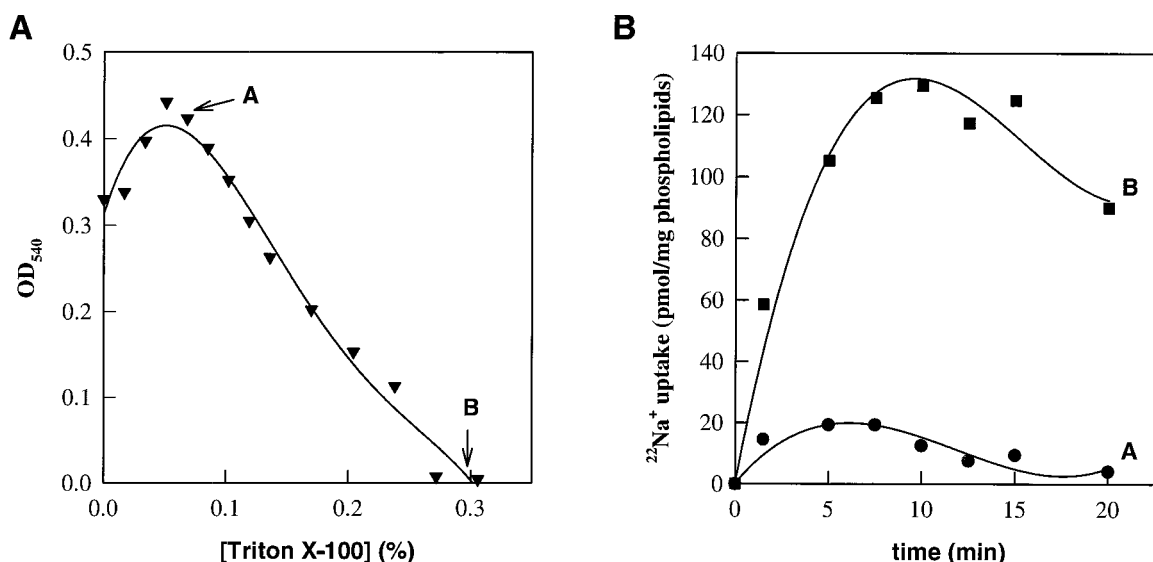 A
OD540
0.5
0.4
0.3
0.2
0.1
0.0
A
B
0.0 0.1 0.2 0.3
[Triton X-100] (%)
B
22Na+ uptake (pmol/mg phospholipids)
140
120
100
80
60
40
20
0
B
A
0 5 10 15 20
time (min)